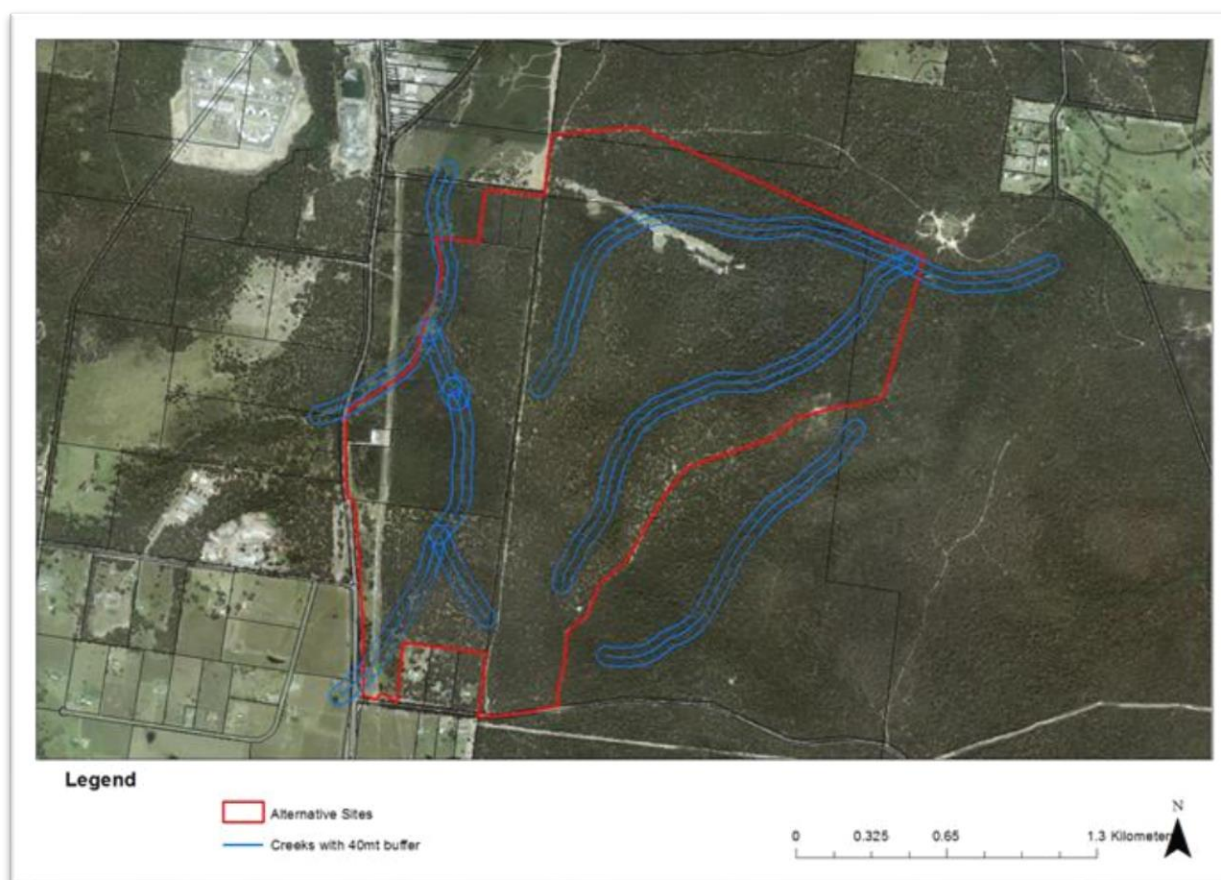 Legend
Alternative Sites
Creeks with 40mt buffer
0 0.325 0.65 1.3 Kilometer
N